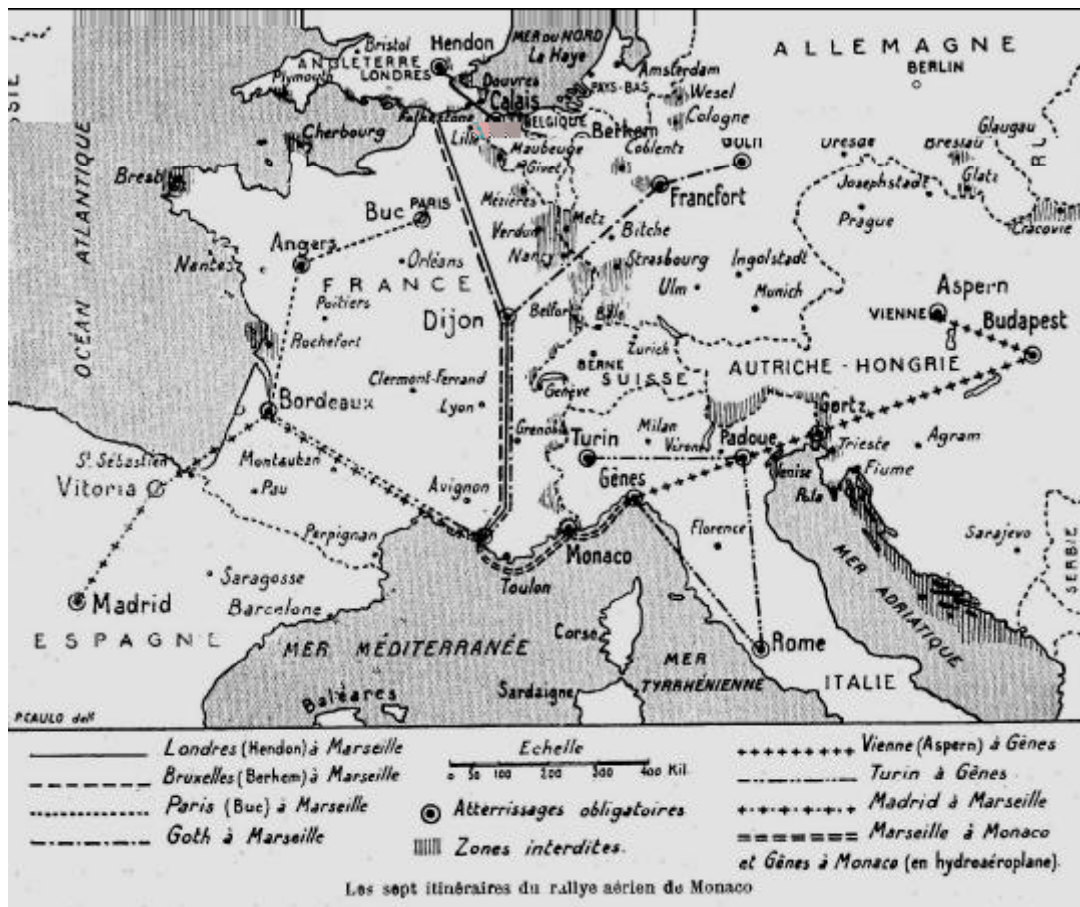 Bristol
Hendon
MER DU NORD
La Haye
ALLEMAGNE
BERLIN
ANGLETERRE
LONDRES
Plymouth
Douvres
Calais
Amsterdam
PAYS-BAS
Wesel
Cologne
Folkestone
Lille
BELGIQUE
Berhem
Cherbourg
Maubeuge
Givet
Coblentz
Glaugau
Breslau
Brest
OCÉAN ATLANTIQUE
Mézières
Francfort
Josephstadt
Glatz
Buc
PARIS
Verdun
Metz
Bitche
Prague
Cracovie
Angers
Nantes
Orléans
Nancy
Strasbourg
Ingolstadt
FRANCE
Poitiers
Ulm
Munich
Aspern
VIENNE
Budapest
Dijon
Belfort
Bâle
Rochefort
Zurich
BERNE
SUISSE
AUTRICHE-HONGRIE
Clermont-Ferrand
Genève
Lyon
Bordeaux
Grenoble
Turin
Milan
Vérone
Padoue
Gortz
Trieste
Agram
St Sébastien
Montauban
Vitoria
Pau
Avignon
Gênes
Venise
Pola
Fiume
Perpignan
Monaco
Florence
Sarajevo
SERBIE
Toulon
Saragosse
Barcelone
Madrid
ESPAGNE
MER MÉDITERRANÉE
Corse
MER
TYRRHÉNIENNE
Rome
MER ADRIATIQUE
ITALIE
Baléares
Sardaigne
P.CAULO delt
Londres (Hendon) à Marseille
Bruxelles (Berhem) à Marseille
Paris (Buc) à Marseille
Goth à Marseille
Echelle
0 50 100 200 300 400 Kil.
Atterrissages obligatoires
Zones interdites.
Vienne (Aspern) à Gênes
Turin à Gênes
Madrid à Marseille
Marseille à Monaco
et Gênes à Monaco (en hydroaéroplane).
Les sept itinéraires du rallye aérien de Monaco